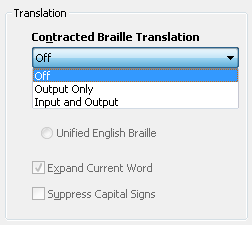 Translation
Contracted Braille Translation
Off
Off
Output Only
Input and Output
Unified English Braille
Expand Current Word
Suppress Capital Signs